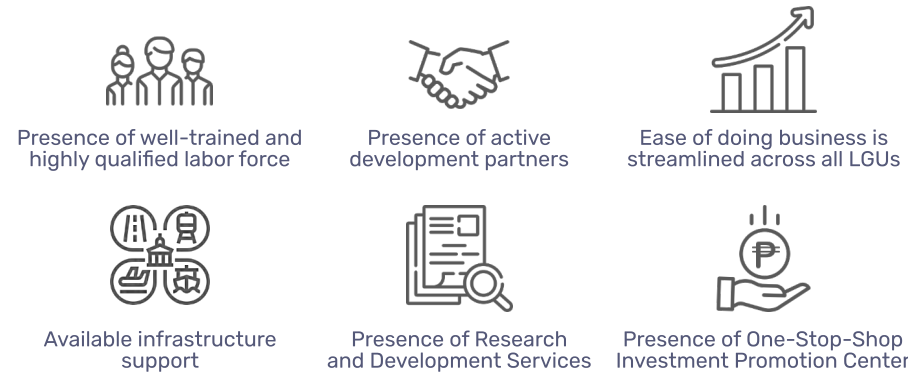 Presence of well-trained and
highly qualified labor force
Presence of active
development partners
Ease of doing business is
streamlined across all LGUs
Available infrastructure
support
Presence of Research
and Development Services
Presence of One-Stop-Shop
Investment Promotion Center